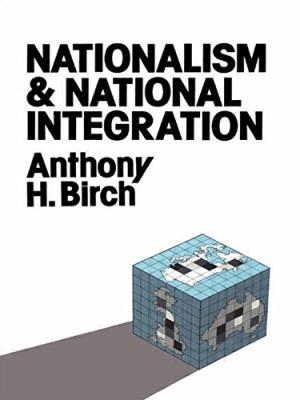 NATIONALISM
& NATIONAL
INTEGRATION
Anthony
H. Birch